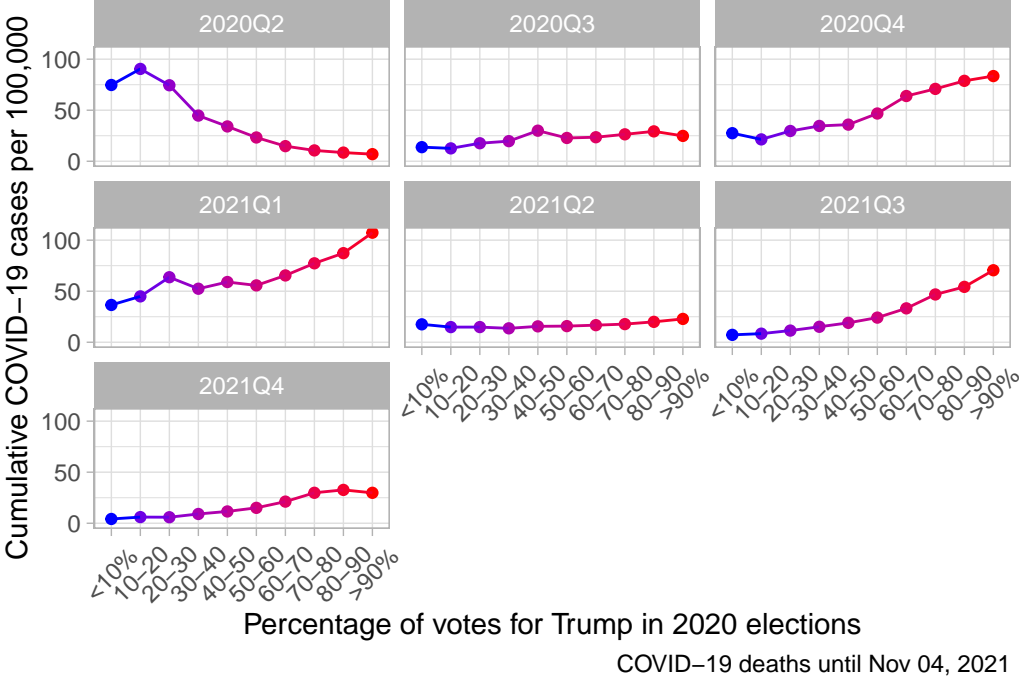 Cumulative COVID−19 cases per 100,000
2020Q2
2020Q3
2020Q4
100
50
0
2021Q1
2021Q2
2021Q3
100
50
0
<10% 10−20 20−30 30−40 40−50 50−60 60−70 70−80 80−90 >90%
<10% 10−20 20−30 30−40 40−50 50−60 60−70 70−80 80−90 >90%
2021Q4
100
50
0
<10% 10−20 20−30 30−40 40−50 50−60 60−70 70−80 80−90 >90%
Percentage of votes for Trump in 2020 elections
COVID−19 deaths until Nov 04, 2021